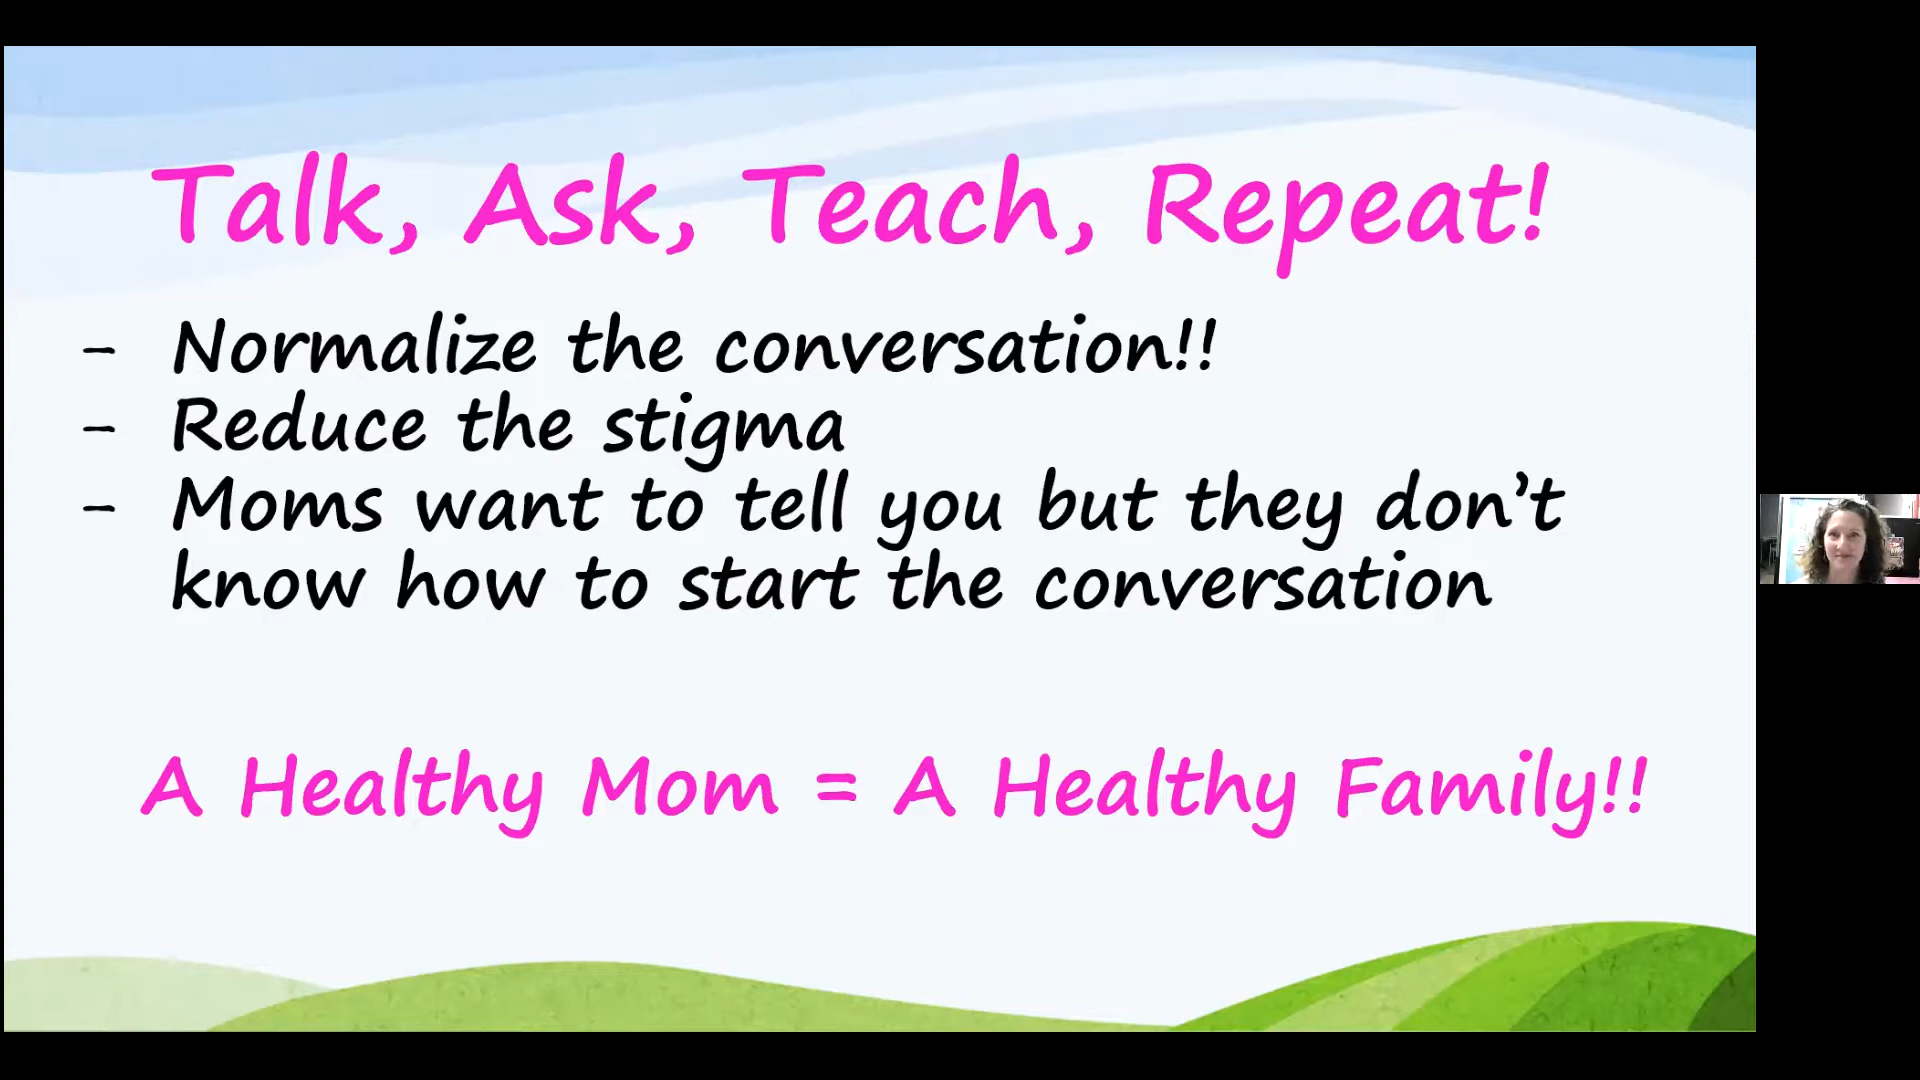 Talk, Ask, Teach, Repeat!
- Normalize the conversation!!
- Reduce the stigma
- Moms want to tell you but they don’t
know how to start the conversation
A Healthy Mom = A Healthy Family!!